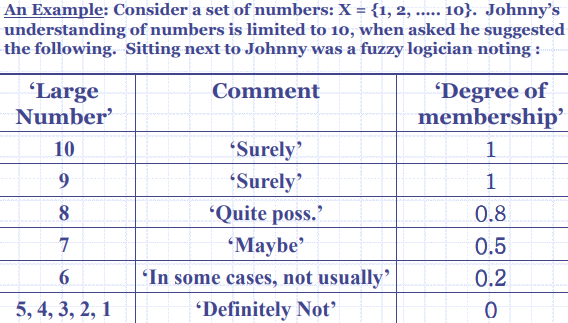 An Example: Consider a set of numbers: X = {1, 2, ..... 10}. Johnny's
understanding of numbers is limited to 10, when asked he suggested
the following. Sitting next to Johnny was a fuzzy logician noting :
'Large Number' Comment 'Degree of membership'
10 'Surely' 1
9 'Surely' 1
8 'Quite poss.' 0.8
7 'Maybe' 0.5
6 'In some cases, not usually' 0.2
5, 4, 3, 2, 1 'Definitely Not' 0